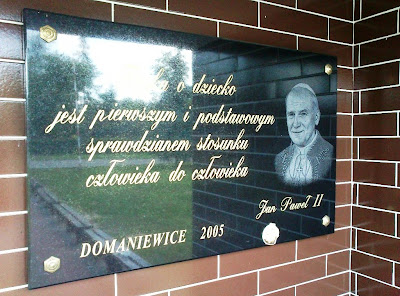 o dziecko
jest pierwszym i podstawowym
sprawdzianem stosunku
człowieka do człowieka
Jan Paweł II
DOMANIEWICE 2005